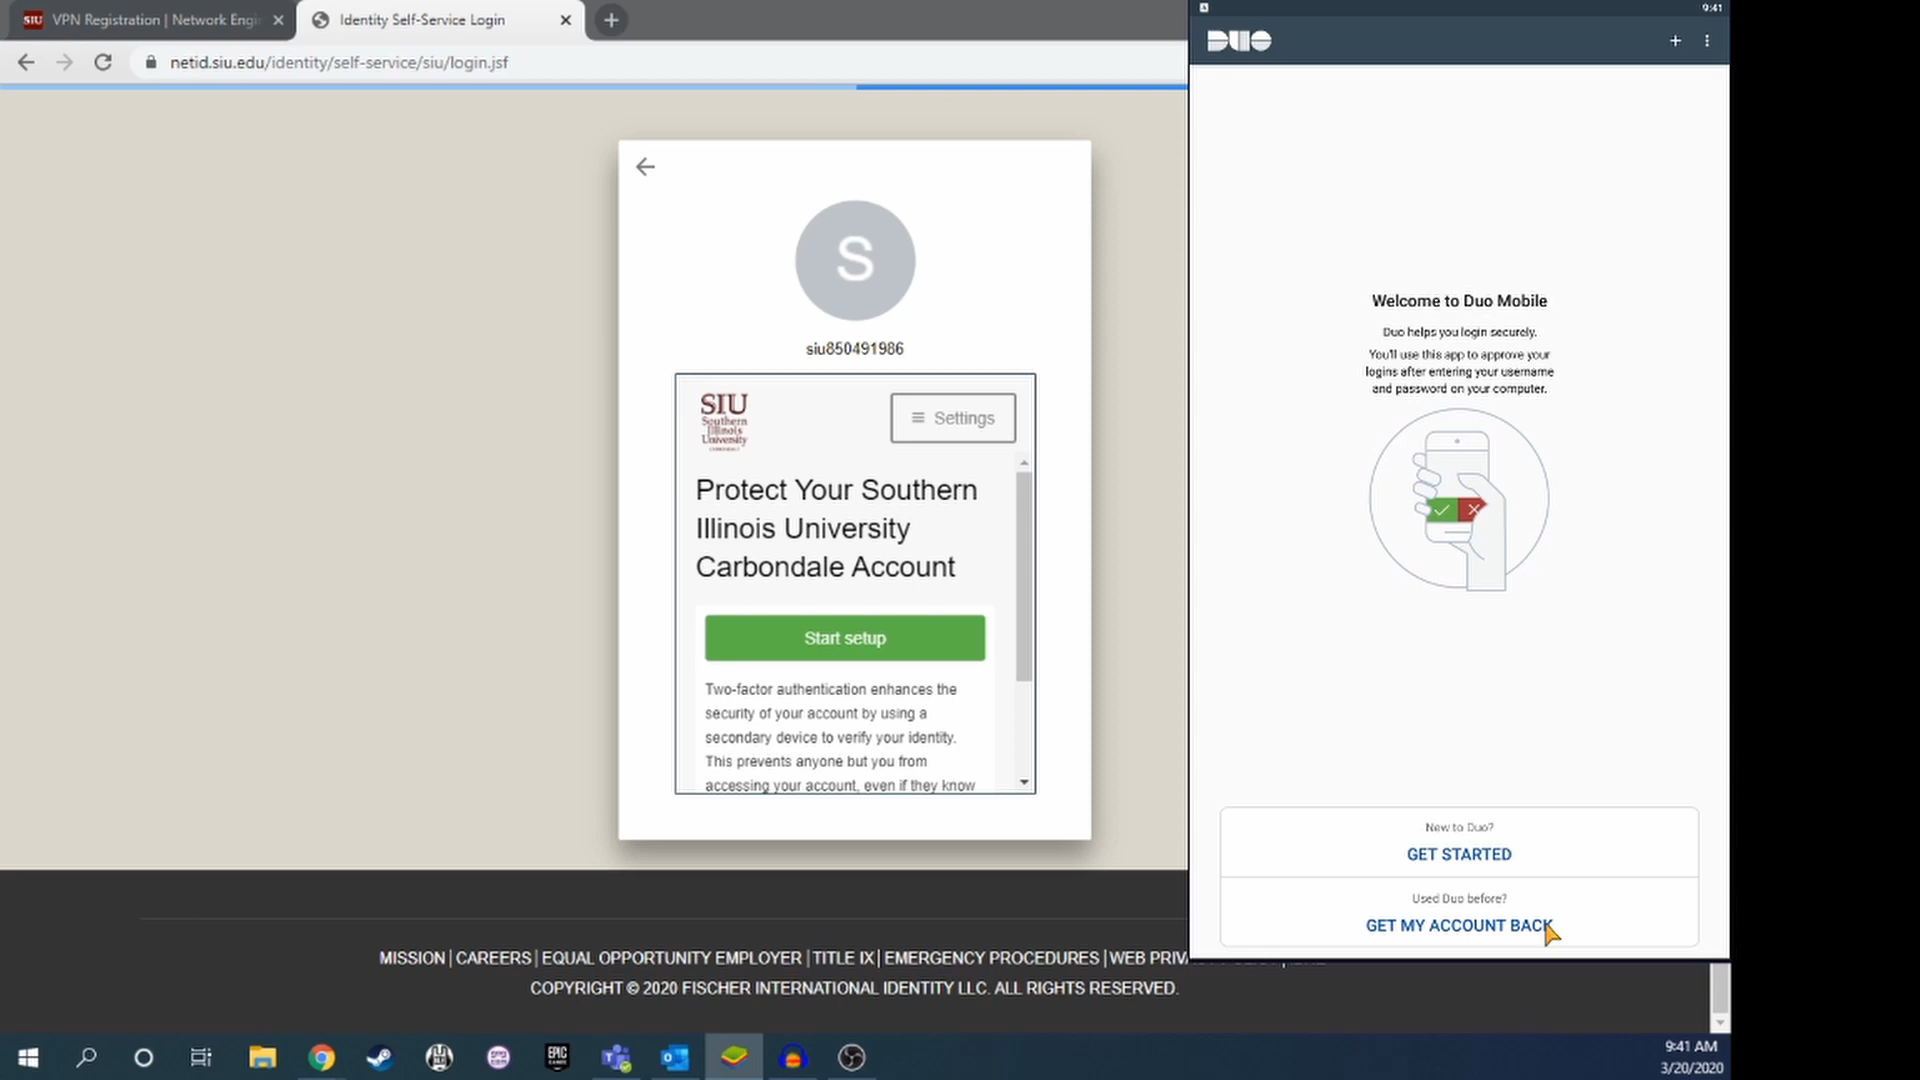 SIU VPN Registration | Network Engi
Identity Self-Service Login
netid.siu.edu/identity/self-service/siu/login.jsf
S
siu850491986
SIU
Southern
Illinois
University
Settings
Protect Your Southern
Illinois University
Carbondale Account
Start setup
Two-factor authentication enhances the
security of your account by using a
secondary device to verify your identity.
This prevents anyone but you from
accessing your account, even if they know
MISSION | CAREERS | EQUAL OPPORTUNITY EMPLOYER | TITLE IX | EMERGENCY PROCEDURES | WEB PRIV
COPYRIGHT © 2020 FISCHER INTERNATIONAL IDENTITY LLC. ALL RIGHTS RESERVED.
9:41
DUO
Welcome to Duo Mobile
Duo helps you login securely.
You'll use this app to approve your
logins after entering your username
and password on your computer.
New to Duo?
GET STARTED
Used Duo before?
GET MY ACCOUNT BACK
EPIC
9:41 AM
3/20/2020